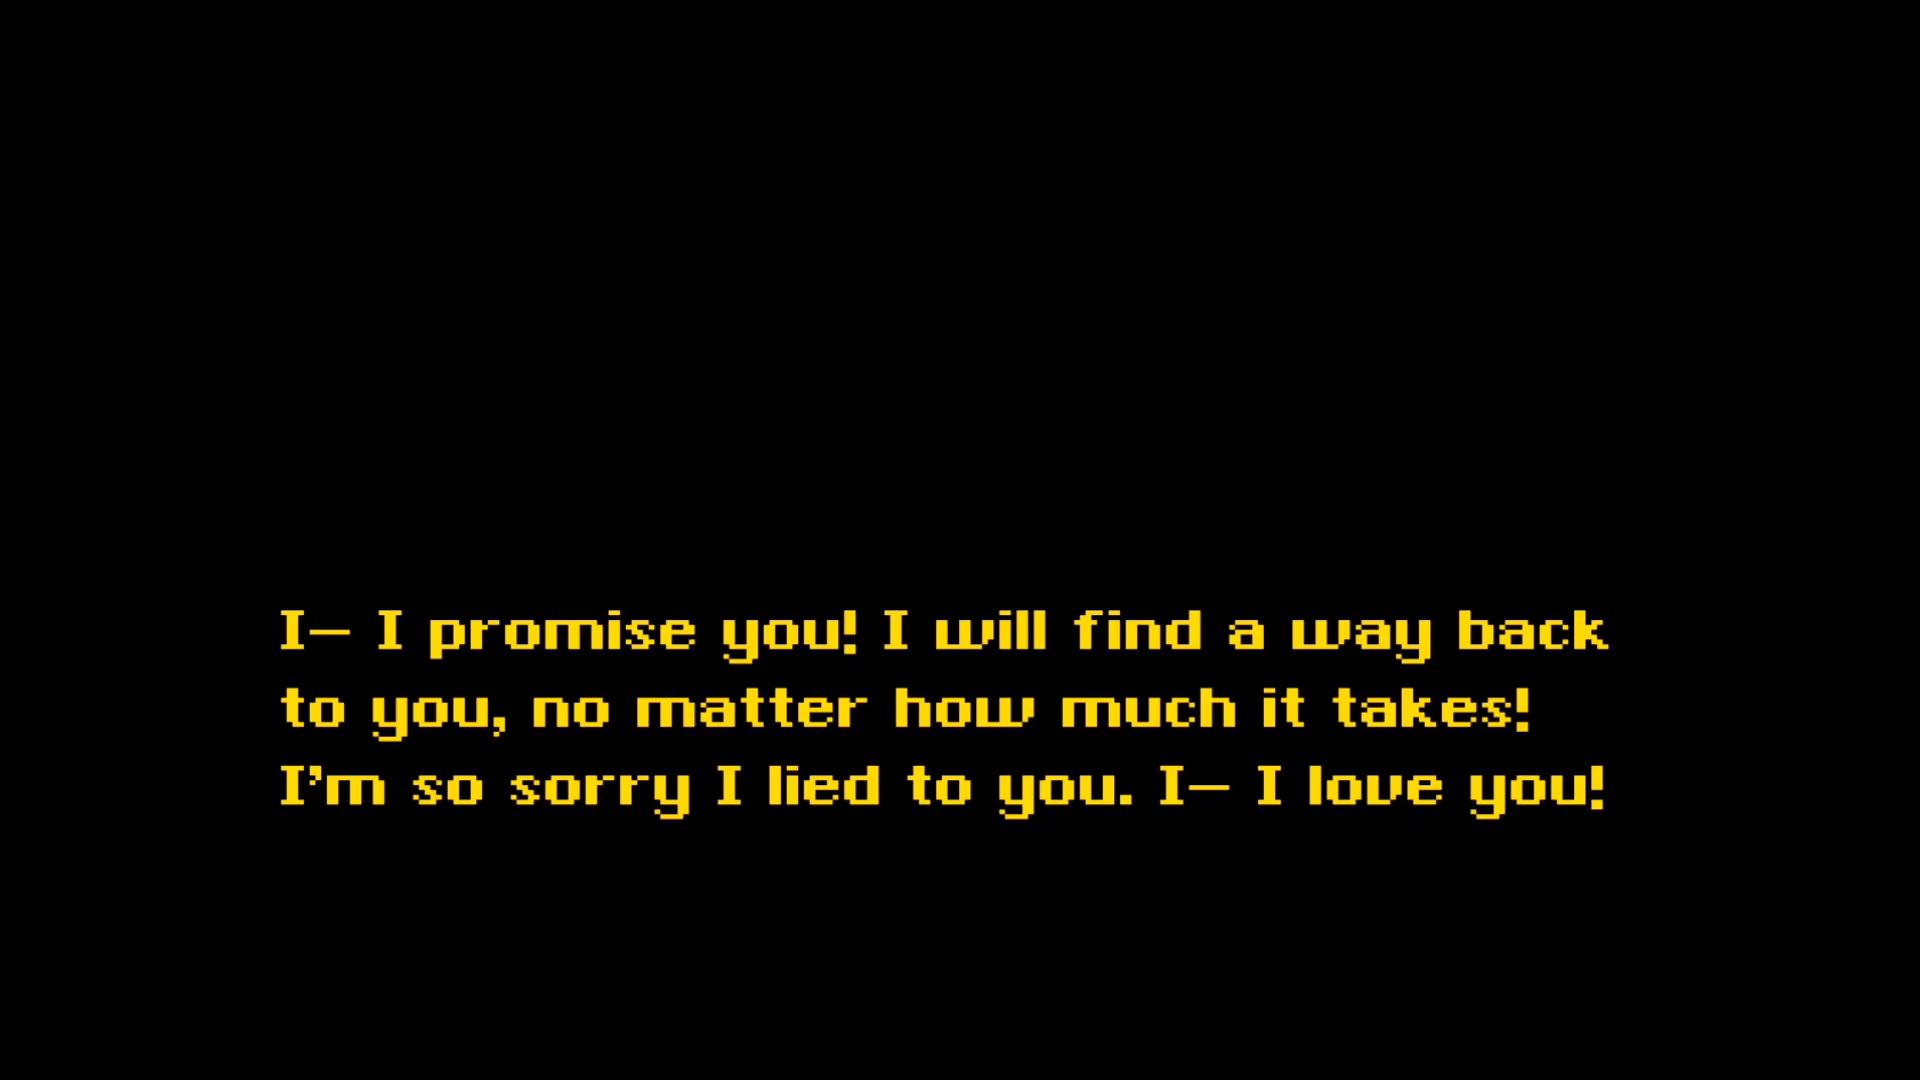 I— I promise you! I will find a way back
to you, no matter how much it takes!
I'm so sorry I lied to you. I— I love you!